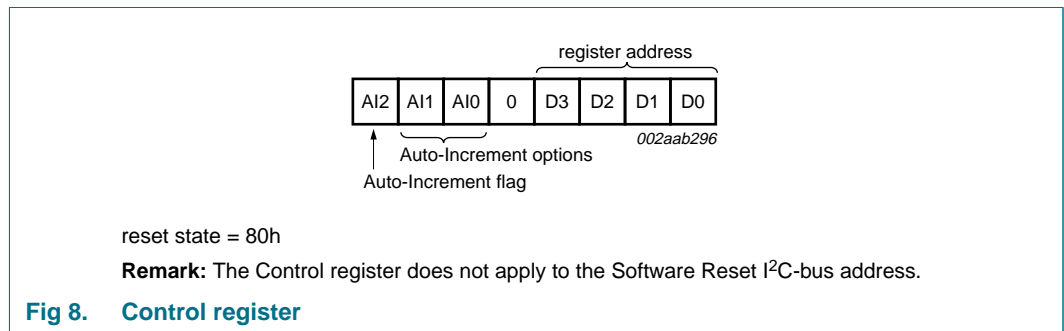 register address
AI2 AI1 AI0 0 D3 D2 D1 D0
002aab296
Auto-Increment options
Auto-Increment flag
reset state = 80h
Remark: The Control register does not apply to the Software Reset I²C-bus address.
Fig 8. Control register